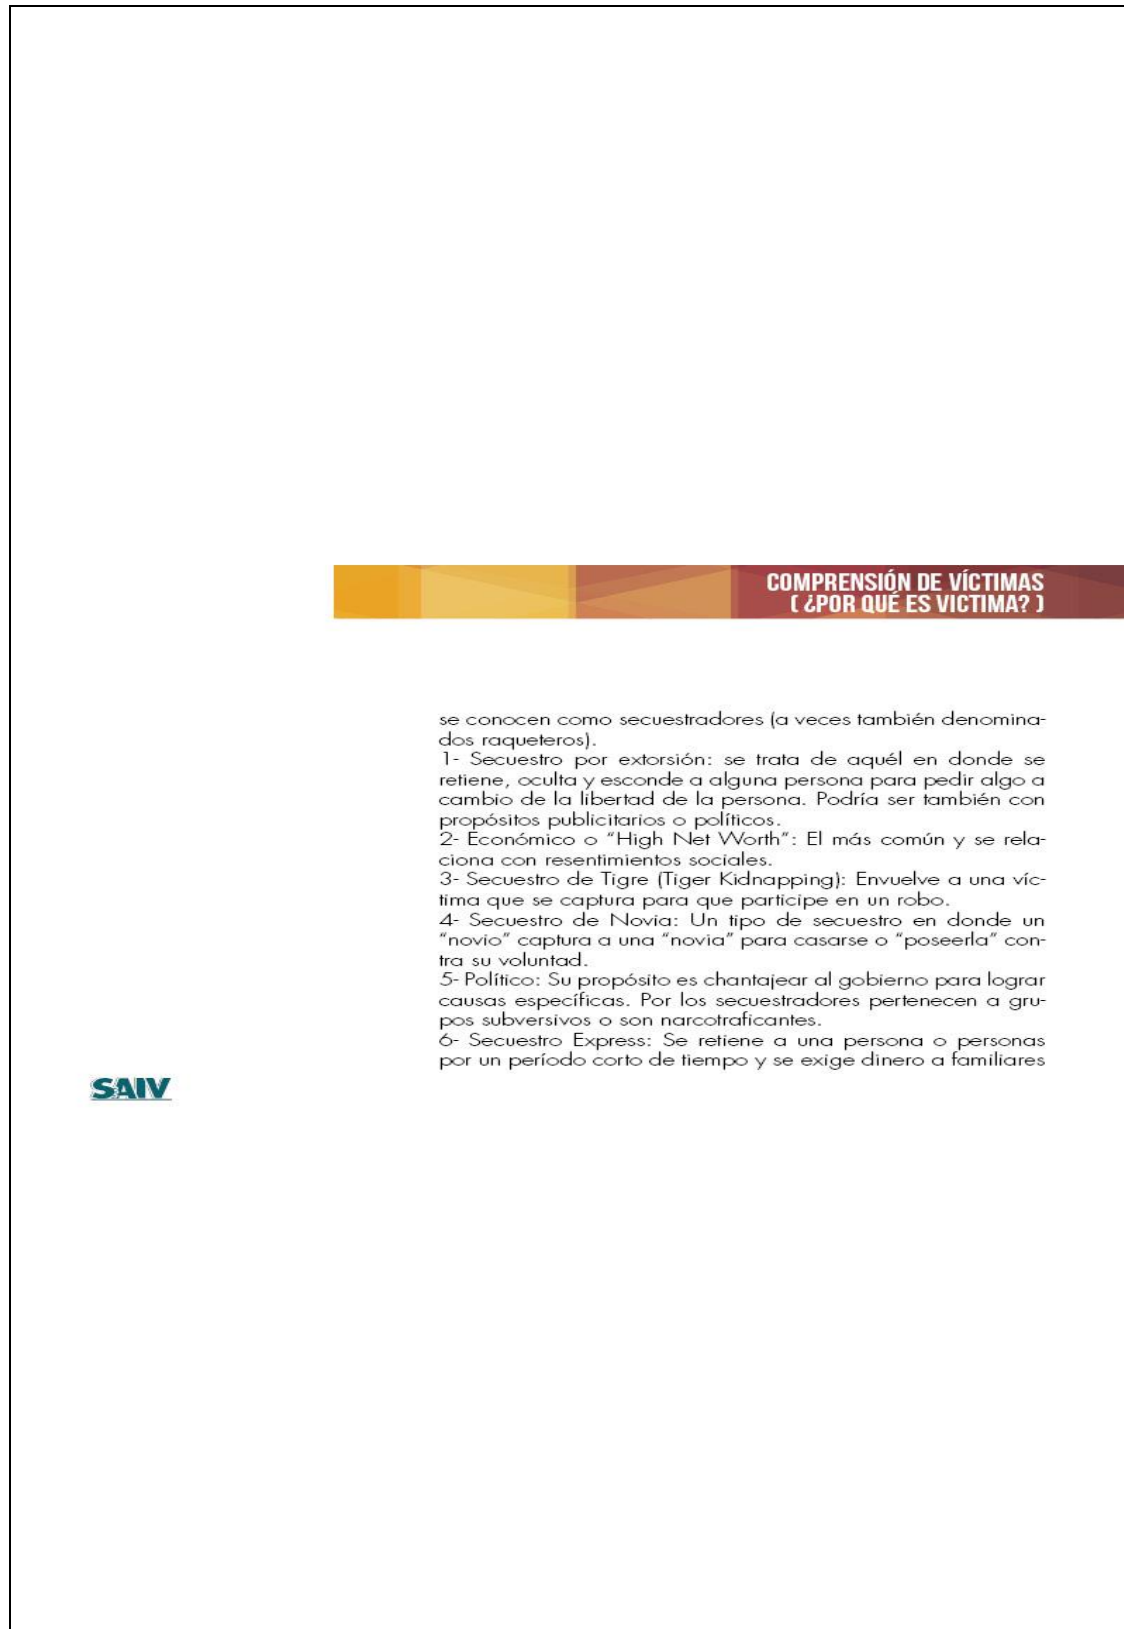 COMPRENSIÓN DE VÍCTIMAS
( ¿POR QUÉ ES VICTIMA? )
se conocen como secuestradores (a veces también denomina-
dos raqueteros).
1- Secuestro por extorsión: se trata de aquél en donde se
retiene, oculta y esconde a alguna persona para pedir algo a
cambio de la libertad de la persona. Podría ser también con
propósitos publicitarios o políticos.
2- Económico o “High Net Worth”: El más común y se rela-
ciona con resentimientos sociales.
3- Secuestro de Tigre (Tiger Kidnapping): Envuelve a una víc-
tima que se captura para que participe en un robo.
4- Secuestro de Novia: Un tipo de secuestro en donde un
“novio” captura a una “novia” para casarse o “poseerla” con-
tra su voluntad.
5- Político: Su propósito es chantajear al gobierno para lograr
causas específicas. Por los secuestradores pertenecen a gru-
pos subversivos o son narcotraficantes.
6- Secuestro Express: Se retiene a una persona o personas
por un período corto de tiempo y se exige dinero a familiares
SAIV